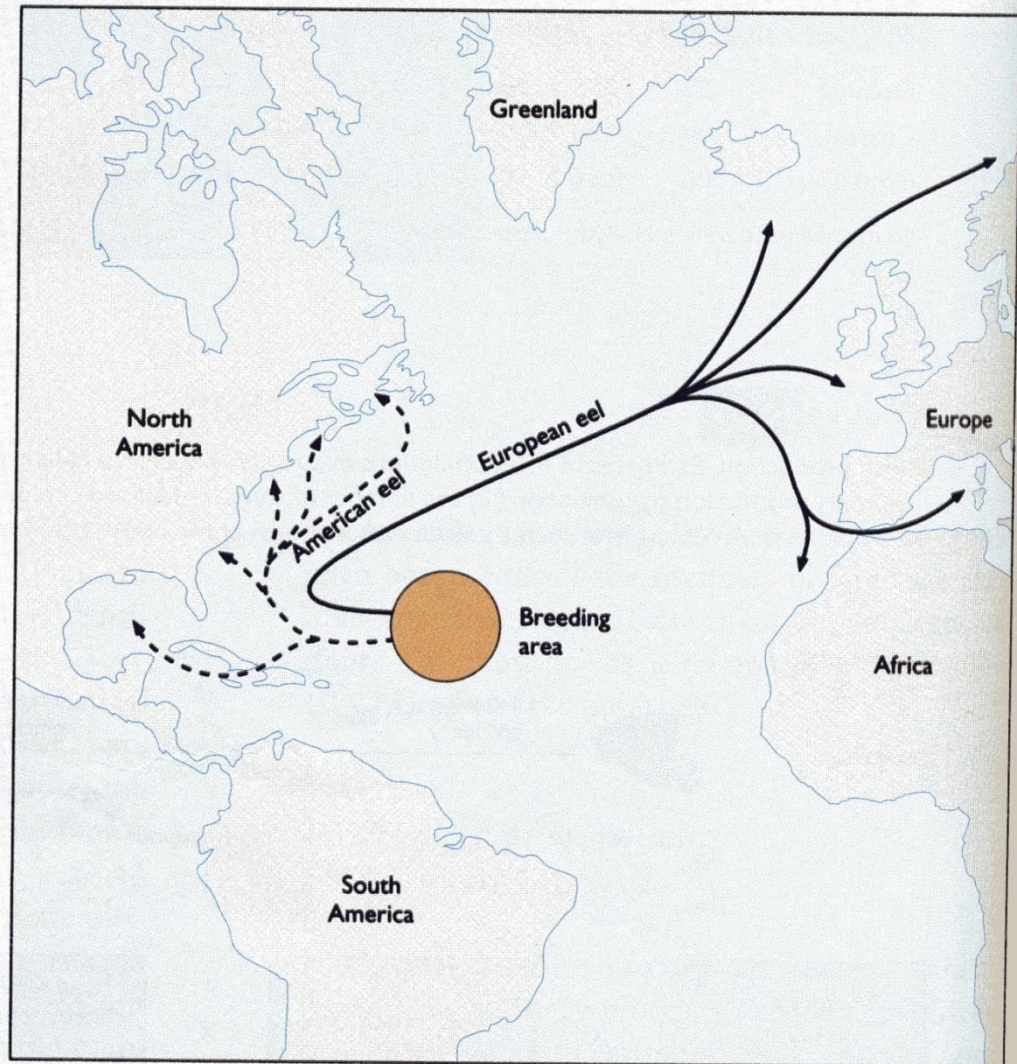 Greenland
North
America
European eel
Europe
American eel
Breeding
area
Africa
South
America